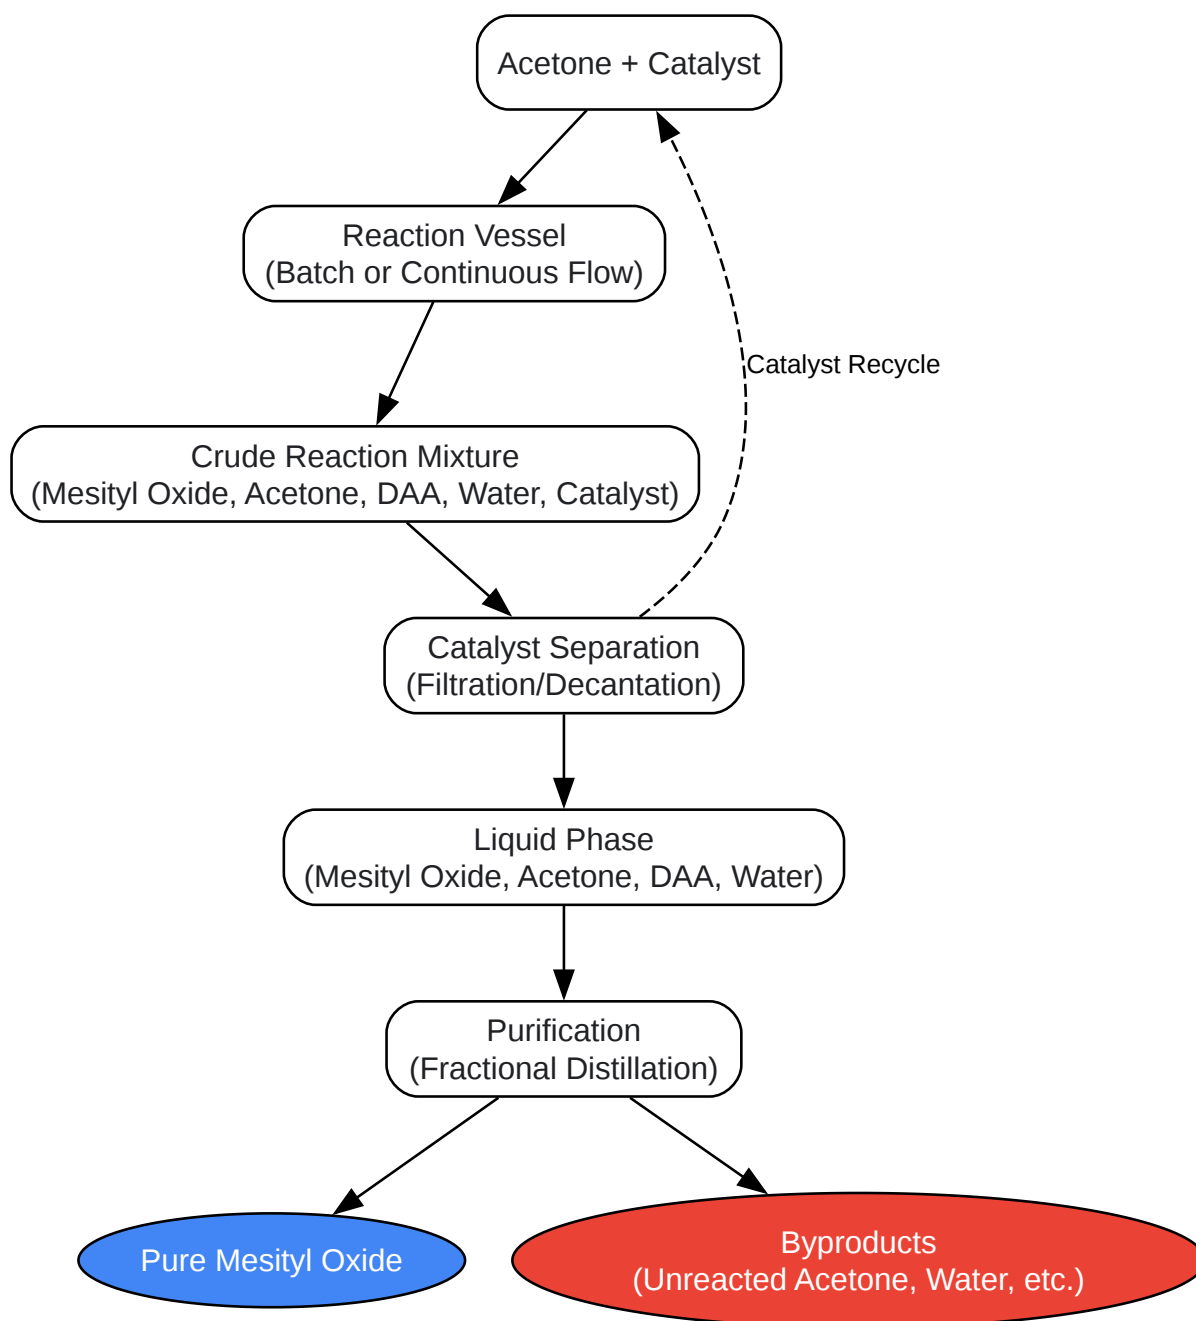 Acetone + Catalyst
Reaction Vessel
(Batch or Continuous Flow)
Catalyst Recycle
Crude Reaction Mixture
(Mesityl Oxide, Acetone, DAA, Water, Catalyst)
Catalyst Separation
(Filtration/Decantation)
Liquid Phase
(Mesityl Oxide, Acetone, DAA, Water)
Purification
(Fractional Distillation)
Pure Mesityl Oxide
Byproducts
(Unreacted Acetone, Water, etc.)